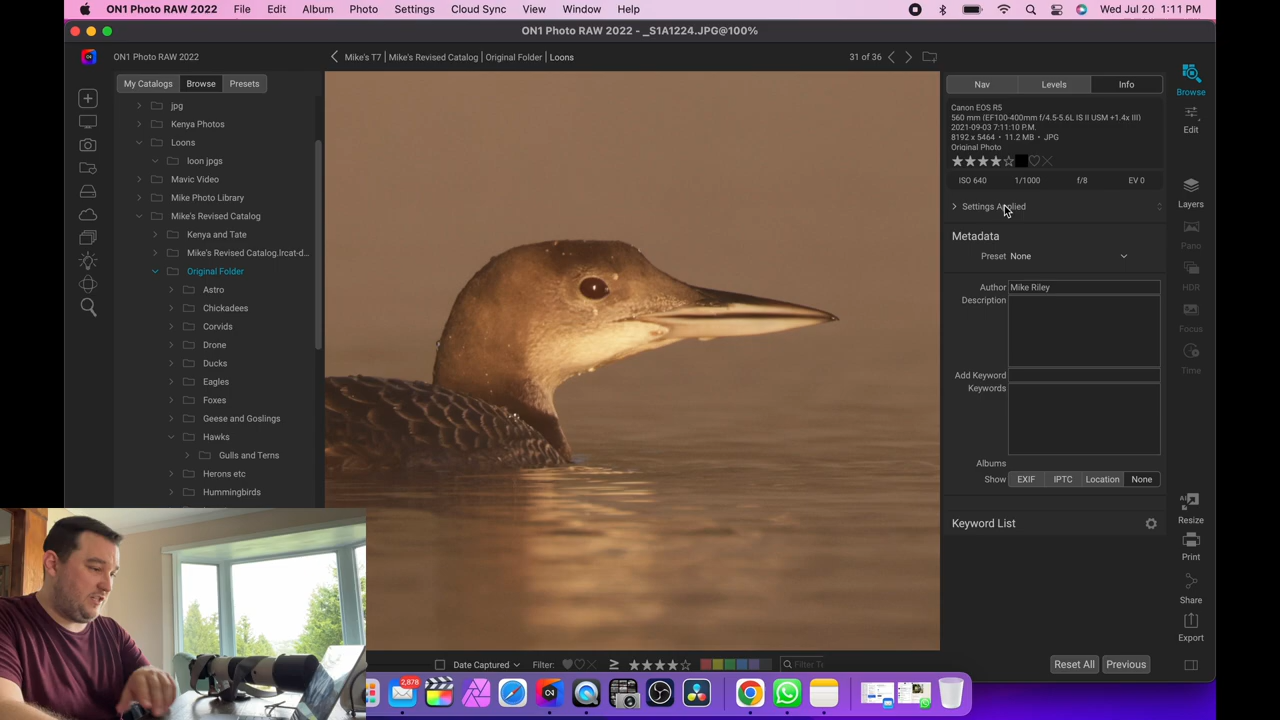 ON1 Photo RAW 2022 File Edit Album Photo Settings Cloud Sync View Window Help Wed Jul 20 1:11 PM
ON1 Photo RAW 2022 - _S1A1224.JPG@100%
ON1 Photo RAW 2022
Mike's T7 | Mike's Revised Catalog | Original Folder | Loons
31 of 36
My Catalogs Browse Presets
jpg
Kenya Photos
Loons
loon jpgs
Mavic Video
Mike Photo Library
Mike's Revised Catalog
Kenya and Tate
Mike's Revised Catalog.lrcat-d...
Original Folder
Astro
Chickadees
Corvids
Drone
Ducks
Eagles
Foxes
Geese and Goslings
Hawks
Gulls and Terns
Herons etc
Hummingbirds
Nav Levels Info
Canon EOS R5
560 mm (EF100-400mm f/4.5-5.6L IS II USM +1.4x III)
2021-09-03 7:11:10 P.M.
8192 x 5464 • 11.2 MB • JPG
Original Photo
ISO 640 1/1000 f/8 EV 0
Settings Applied
Metadata
Preset None
Author Mike Riley
Description
Add Keyword
Keywords
Albums
Show EXIF IPTC Location None
Keyword List
Browse
Edit
Layers
Pano
HDR
Focus
Time
Resize
Print
Share
Export
Date Captured Filter: ≥
Reset All Previous
2,878